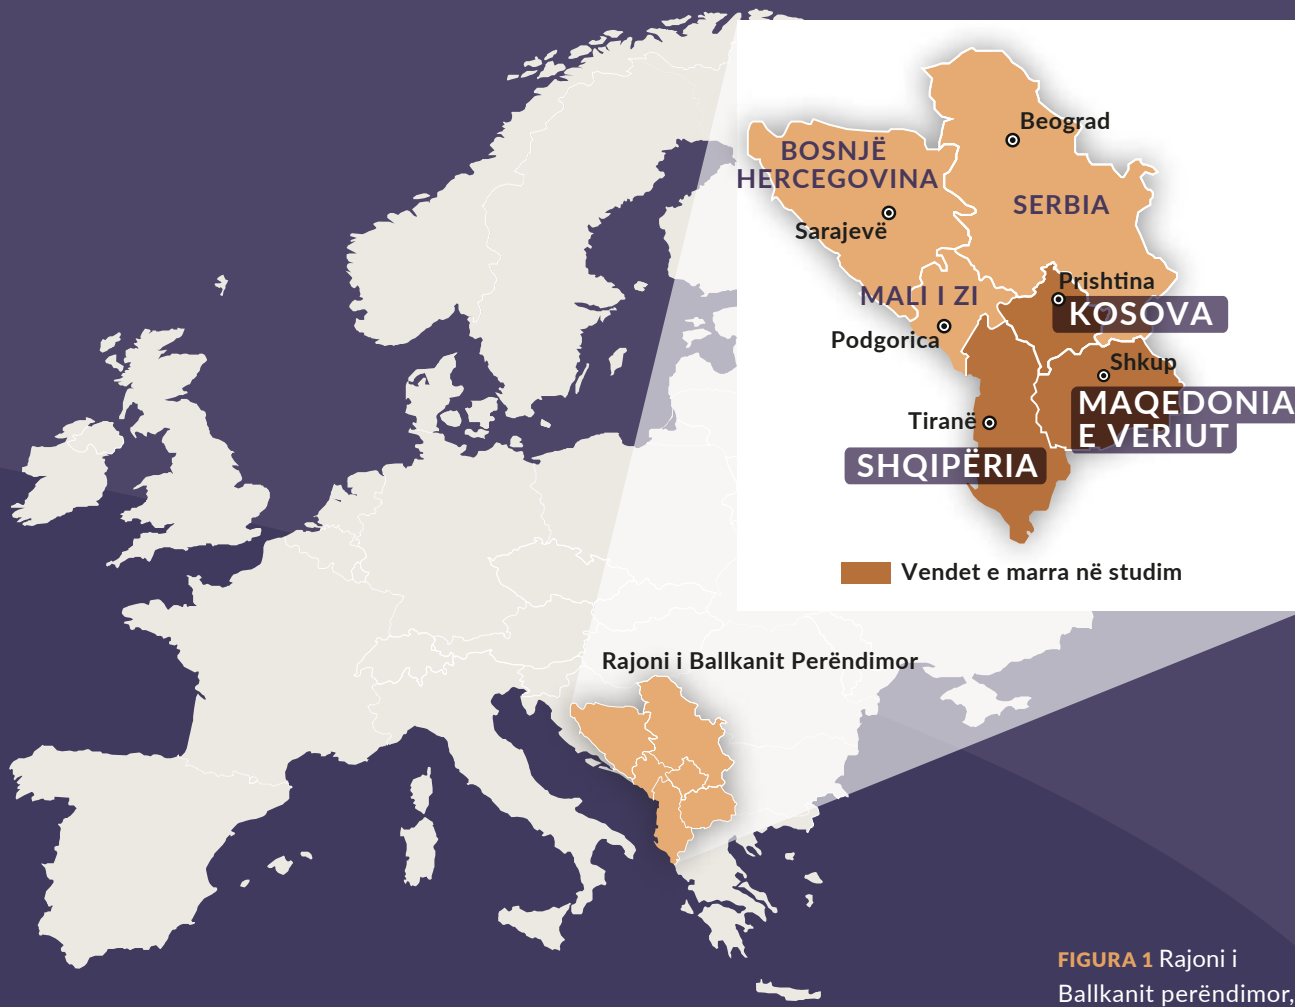 Beograd
BOSNJË
HERCEGOVINA
SERBIA
Sarajevë
Prishtina
MALI I ZI
KOSOVA
Podgorica
Shkup
MAQEDONIA
E VERIUT
Tiranë
SHQIPËRIA
Vendet e marra në studim
Rajoni i Ballkanit Perëndimor
FIGURA 1 Rajoni i
Ballkanit perëndimor,